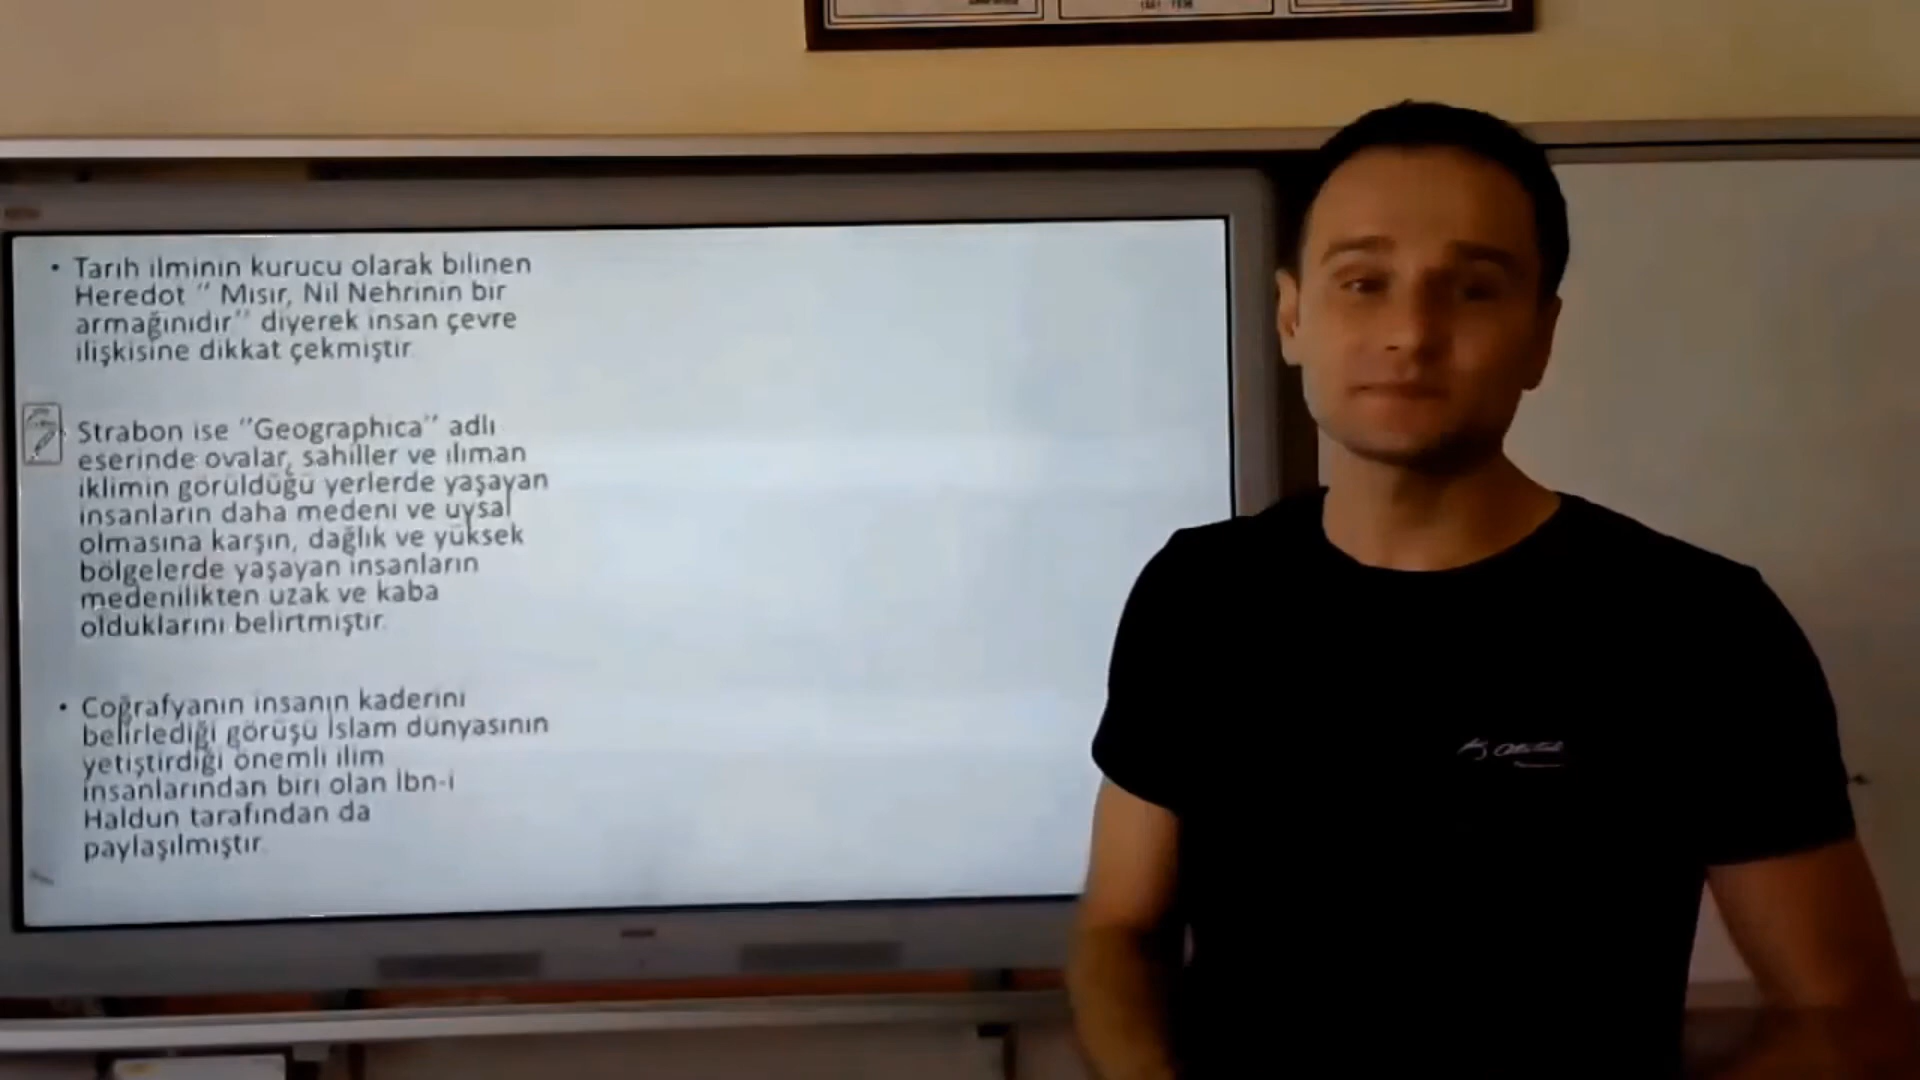 1881 - 1938
• Tarih ilminin kurucu olarak bilinen
Heredot " Mısır, Nil Nehrinin bir
armağınıdır" diyerek insan çevre
ilişkisine dikkat çekmiştir.
Strabon ise "Geographica" adlı
eserinde ovalar, sahiller ve ılıman
iklimin görüldüğü yerlerde yaşayan
insanların daha medeni ve uysal
olmasına karşın, dağlık ve yüksek
bölgelerde yaşayan insanların
medenilikten uzak ve kaba
olduklarını belirtmiştir.
• Coğrafyanın insanın kaderini
belirlediği görüşü İslam dünyasının
yetiştirdiği önemli ilim
insanlarından biri olan İbn-i
Haldun tarafından da
paylaşılmıştır.